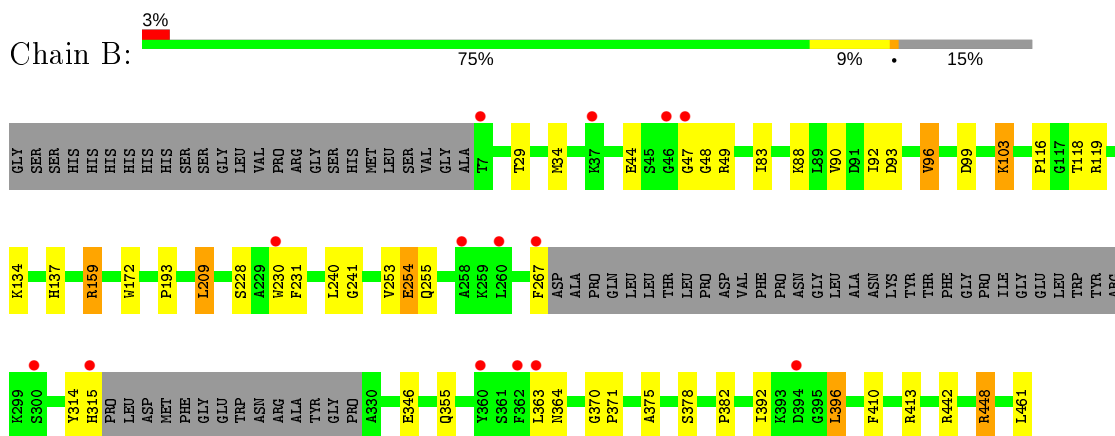 3%
Chain B:
75% 9% • 15%
GLY SER SER HIS HIS HIS HIS HIS HIS SER SER GLY LEU VAL PRO ARG GLY SER HIS MET LEU SER VAL GLY ALA T7 T29 M34 K37 E44 S45 G46 G47 G48 R49 I83 K88 L89 V90 D91 I92 D93 V96 D99 K103 P116 G117 T118 R119
K134 H137 R159 W172 P193 L209 S228 A229 W230 F231 L240 G241 V253 E254 Q255 A258 K259 L260 F267 ASP ALA PRO GLN LEU LEU THR LEU PRO ASP VAL PHE PRO ASN GLY LEU ALA ASN LYS TYR THR PHE GLY PRO ILE GLY GLU LEU TRP TYR ARG
K299 S300 Y314 H315 PRO LEU ASP MET PHE GLY GLU TRP ASN ARG ALA TYR GLY PRO A330 E346 Q355 Y360 S361 F362 L363 N364 G370 P371 A375 S378 P382 I392 K393 D394 G395 L396 F410 R413 R442 R448 L461